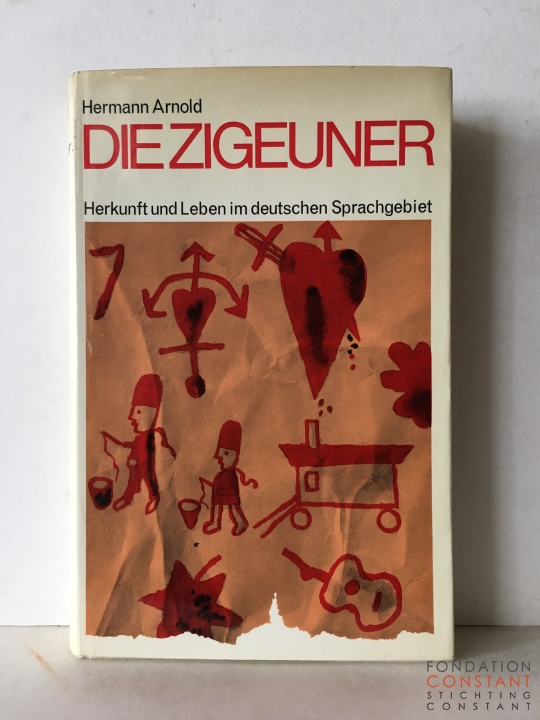 Hermann Arnold
DIE ZIGEUNER
Herkunft und Leben im deutschen Sprachgebiet
7
FONDATION
CONSTANT
STICHTING
CONSTANT